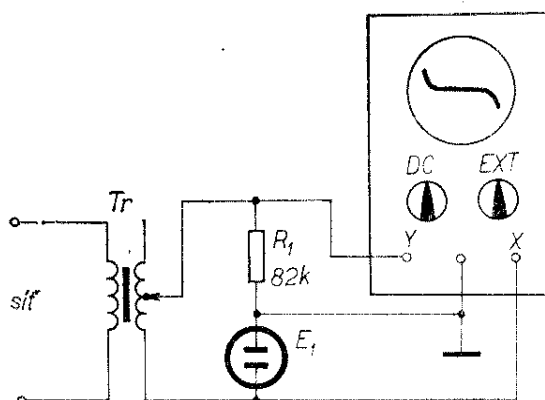 DC EXT
Tr
Y X
R₁
82k
síť
E₁